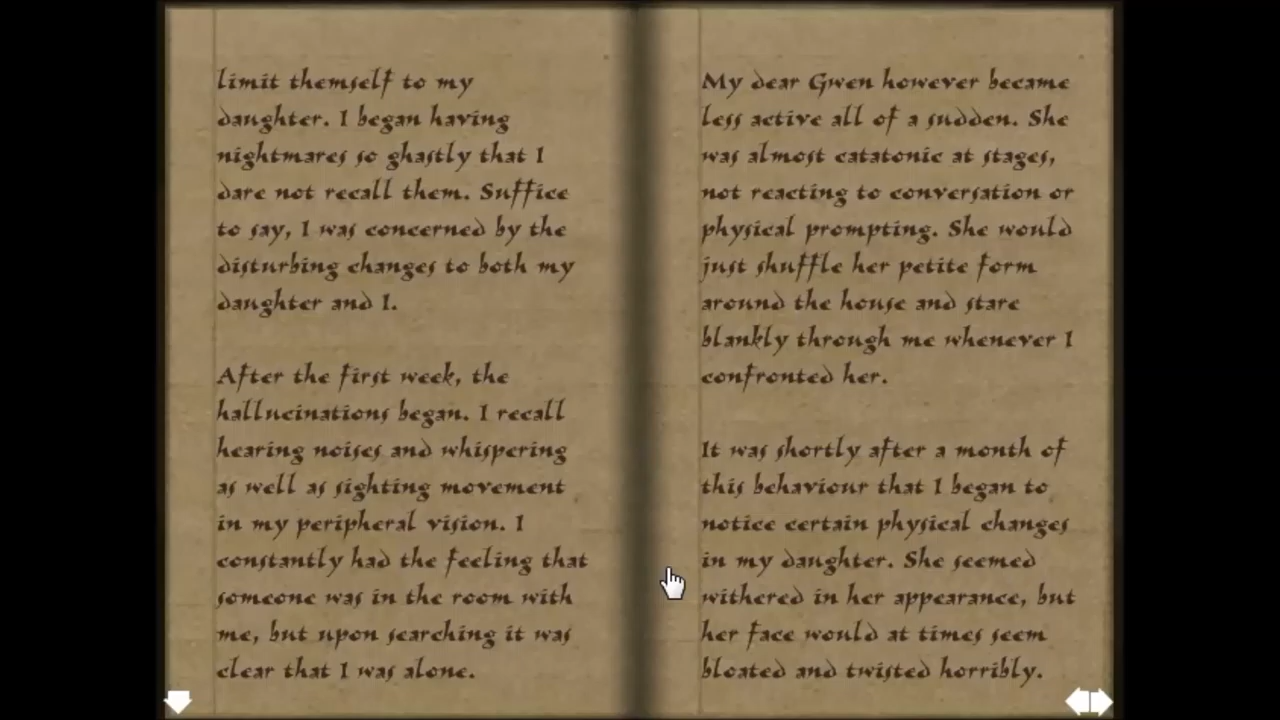 limit themself to my
daughter. I began having
nightmares so ghastly that I
dare not recall them. Suffice
to say, I was concerned by the
disturbing changes to both my
daughter and I.
After the first week, the
hallucinations began. I recall
hearing noises and whispering
as well as sighting movement
in my peripheral vision. I
constantly had the feeling that
someone was in the room with
me, but upon searching it was
clear that I was alone.
My dear Gwen however became
less active all of a sudden. She
was almost catatonic at stages,
not reacting to conversation or
physical prompting. She would
just shuffle her petite form
around the house and stare
blankly through me whenever I
confronted her.
It was shortly after a month of
this behaviour that I began to
notice certain physical changes
in my daughter. She seemed
withered in her appearance, but
her face would at times seem
bloated and twisted horribly.